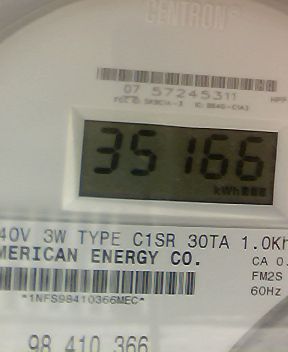 CENTRON®
07 57245311
35166
kWh
40V 3W TYPE C1SR 30TA 1.0Kh
MERICAN ENERGY CO.
CA 0.
FM2S
60Hz
*1NFS98410366MEC*
98 410 366